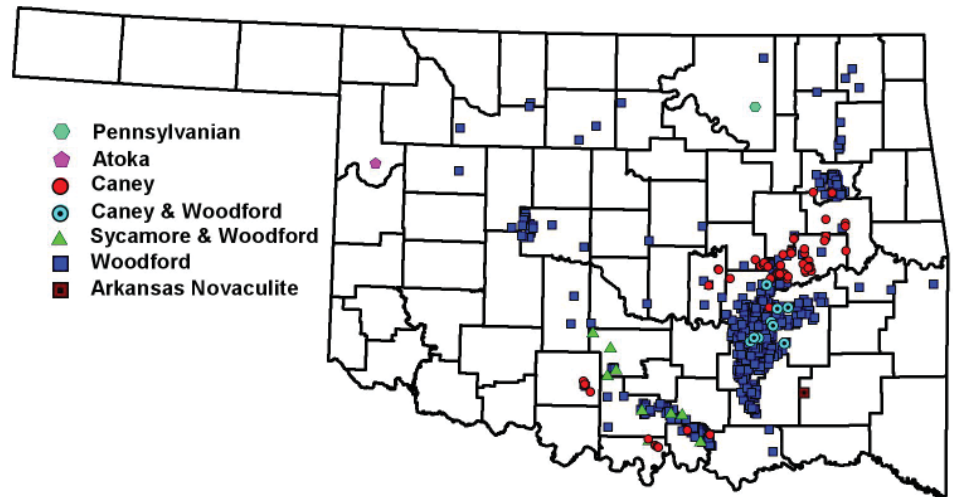 Pennsylvanian
Atoka
Caney
Caney & Woodford
Sycamore & Woodford
Woodford
Arkansas Novaculite